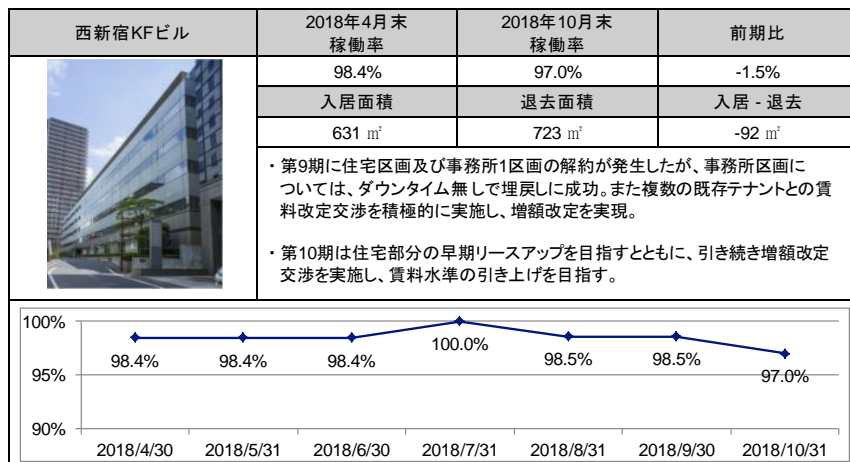 西新宿KFビル
2018年4月末
稼働率
2018年10月末
稼働率
前期比
98.4%
97.0%
-1.5%
入居面積
退去面積
入居 - 退去
631 ㎡
723 ㎡
-92 ㎡
・第9期に住宅区画及び事務所1区画の解約が発生したが、事務所区画に
ついては、ダウンタイム無しで埋戻しに成功。また複数の既存テナントとの賃
料改定交渉を積極的に実施し、増額改定を実現。
・第10期は住宅部分の早期リースアップを目指すとともに、引き続き増額改定
交渉を実施し、賃料水準の引き上げを目指す。
100%
95%
90%
98.4%
98.4%
98.4%
100.0%
98.5%
98.5%
97.0%
2018/4/30
2018/5/31
2018/6/30
2018/7/31
2018/8/31
2018/9/30
2018/10/31